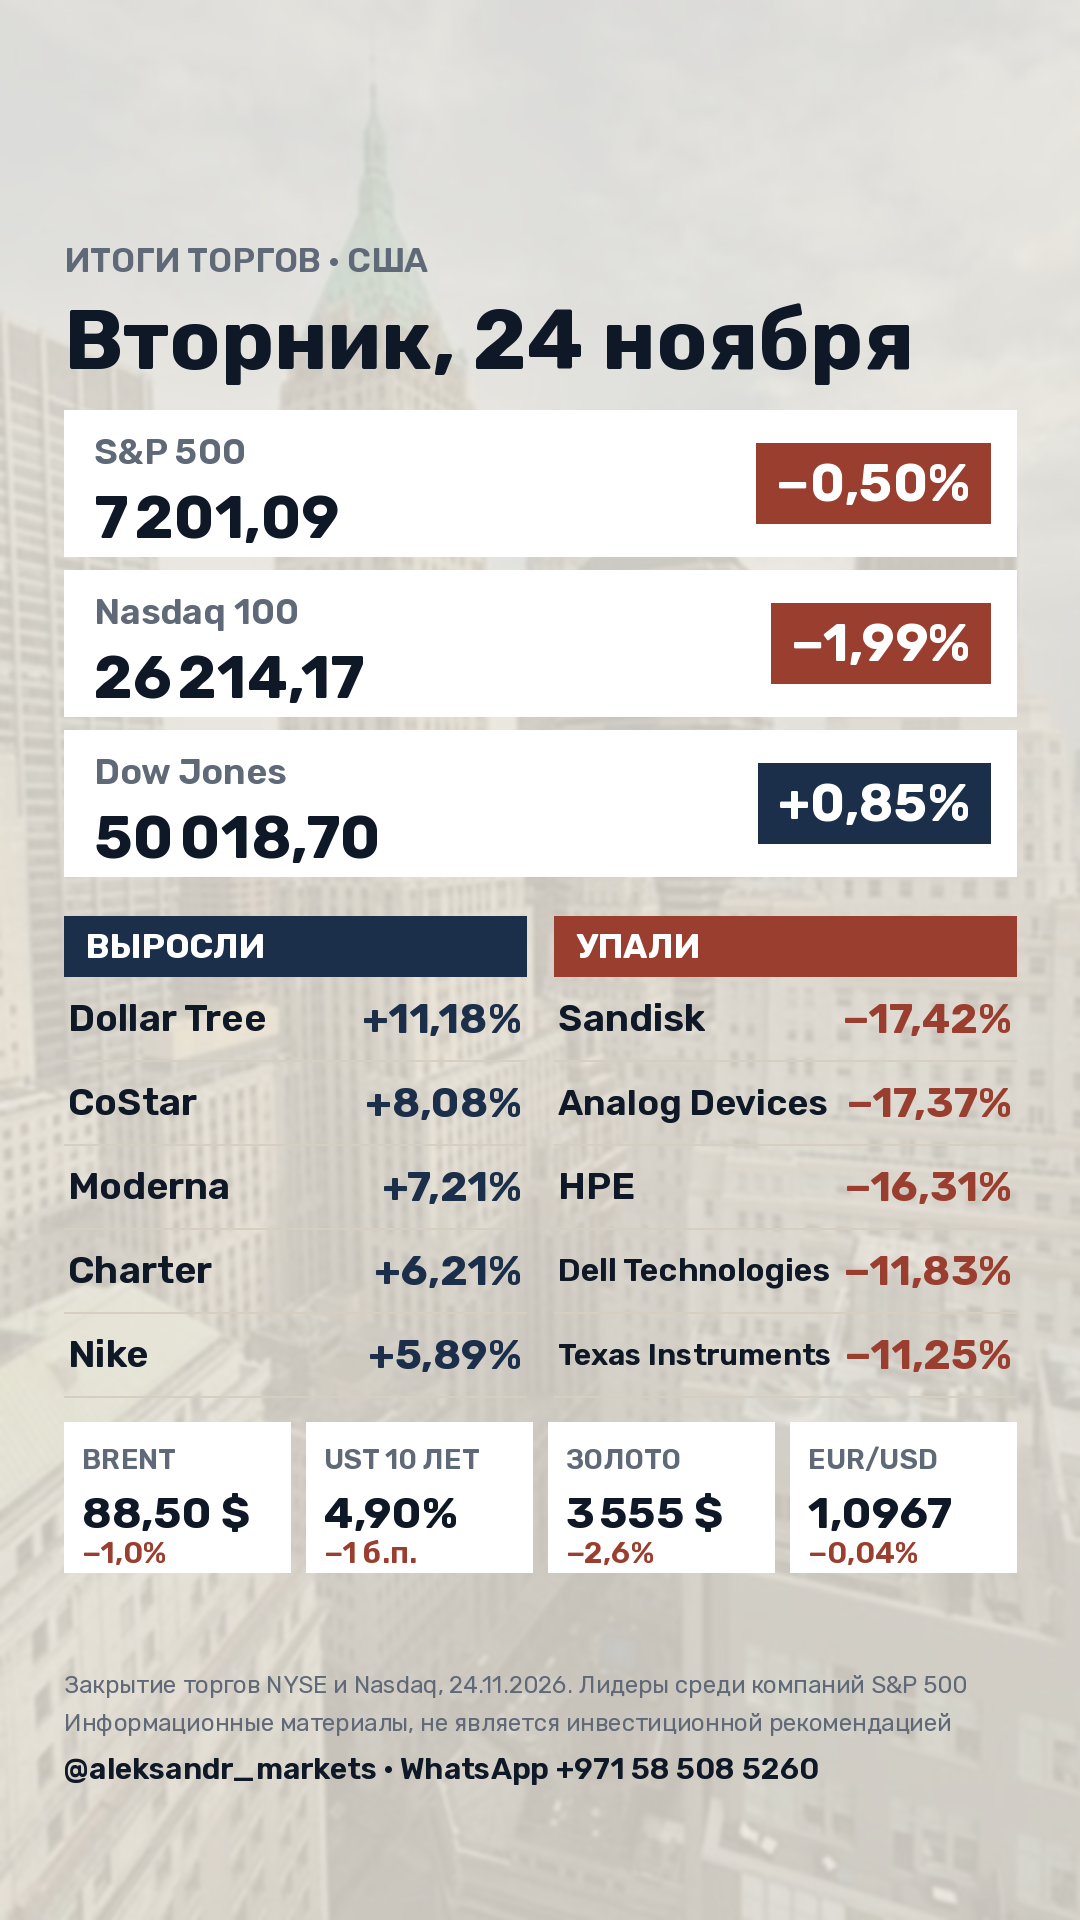 ИТОГИ ТОРГОВ • США
Вторник, 24 ноября
S&P 500
7 201,09
−0,50%
Nasdaq 100
26 214,17
−1,99%
Dow Jones
50 018,70
+0,85%
ВЫРОСЛИ
Dollar Tree +11,18%
CoStar +8,08%
Moderna +7,21%
Charter +6,21%
Nike +5,89%
УПАЛИ
Sandisk −17,42%
Analog Devices −17,37%
HPE −16,31%
Dell Technologies −11,83%
Texas Instruments −11,25%
BRENT
88,50 $
−1,0%
UST 10 ЛЕТ
4,90%
−1 б.п.
ЗОЛОТО
3 555 $
−2,6%
EUR/USD
1,0967
−0,04%
Закрытие торгов NYSE и Nasdaq, 24.11.2026. Лидеры среди компаний S&P 500
Информационные материалы, не является инвестиционной рекомендацией
@aleksandr_markets • WhatsApp +971 58 508 5260